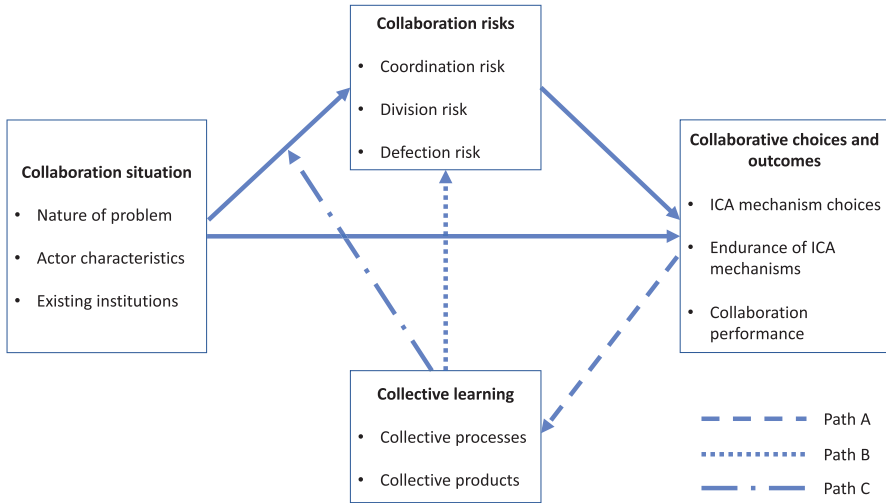 Collaboration risks
• Coordination risk
• Division risk
• Defection risk
Collaboration situation
• Nature of problem
• Actor characteristics
• Existing institutions
Collaborative choices and
outcomes
• ICA mechanism choices
• Endurance of ICA
mechanisms
• Collaboration
performance
Collective learning
• Collective processes
• Collective products
Path A
Path B
Path C